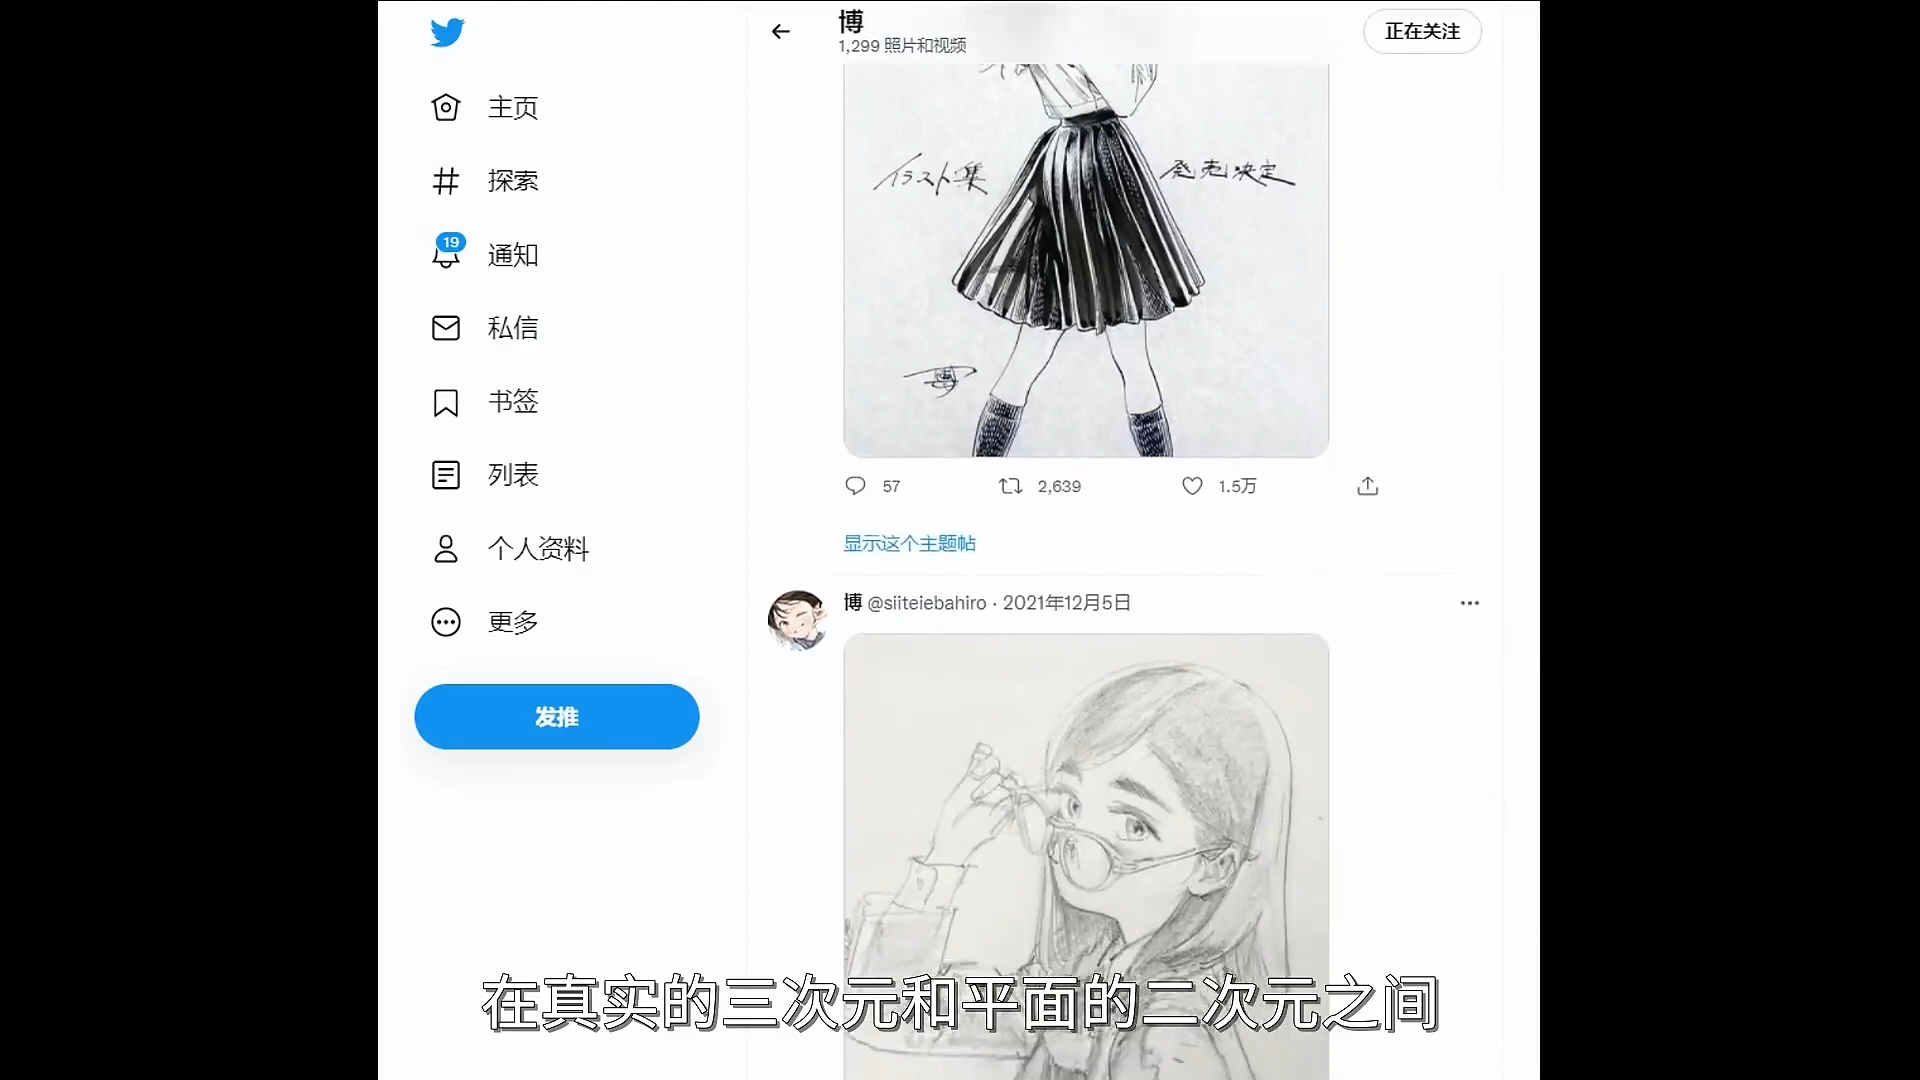 博
1,299 照片和视频
正在关注
主页
探索
19
通知
私信
书签
列表
个人资料
更多
发推
イラスト集
発売決定
博
57
2,639
1.5万
显示这个主题帖
博 @siiteiebahiro · 2021年12月5日
在真实的三次元和平面的二次元之间